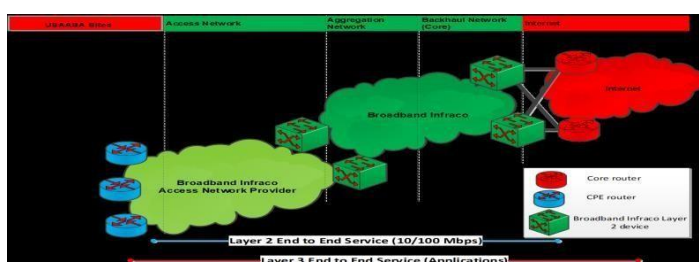 USAASA Sites
Access Network
Aggregation
Network
Backhaul Network
(Core)
Internet
Internet
Broadband Infraco
Broadband Infraco
Access Network Provider
Core router
CPE router
Broadband Infraco Layer
2 device
Layer 2 End to End Service (10/100 Mbps)
Layer 3 End to End Service (Applications)